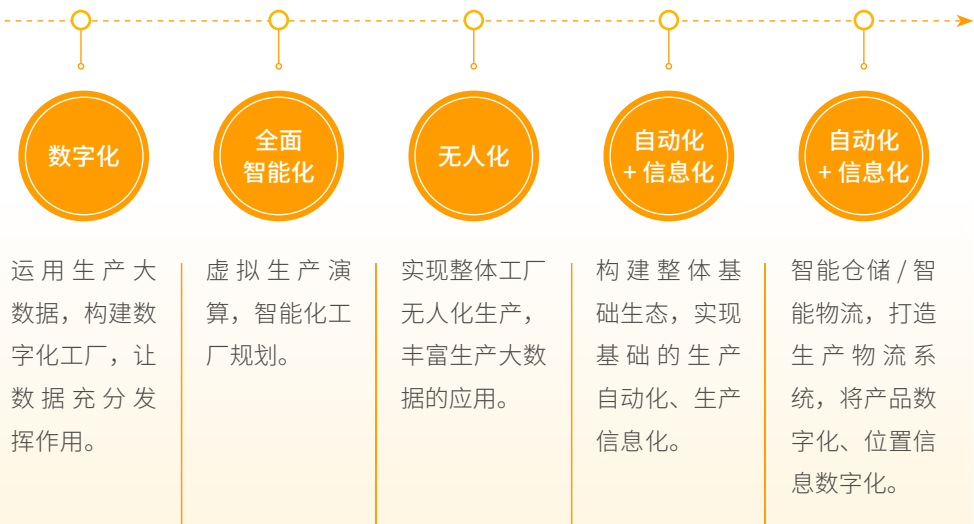 数字化
全面
智能化
无人化
自动化
+ 信息化
自动化
+ 信息化
运用生产大
数据，构建数
字化工厂，让
数据充分发
挥作用。
虚拟生产演
算，智能化工
厂规划。
实现整体工厂
无人化生产，
丰富生产大数
据的应用。
构建整体基
础生态，实现
基础的生产
自动化、生产
信息化。
智能仓储 / 智
能物流，打造
生产物流系
统，将产品数
字化、位置信
息数字化。